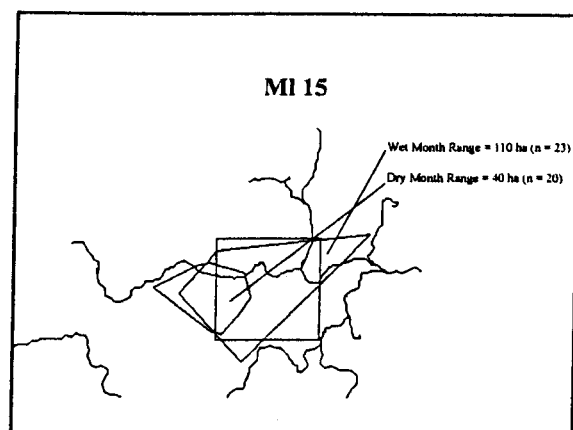 MI 15
Wet Month Range = 110 ha (n = 23)
Dry Month Range = 40 ha (n = 20)